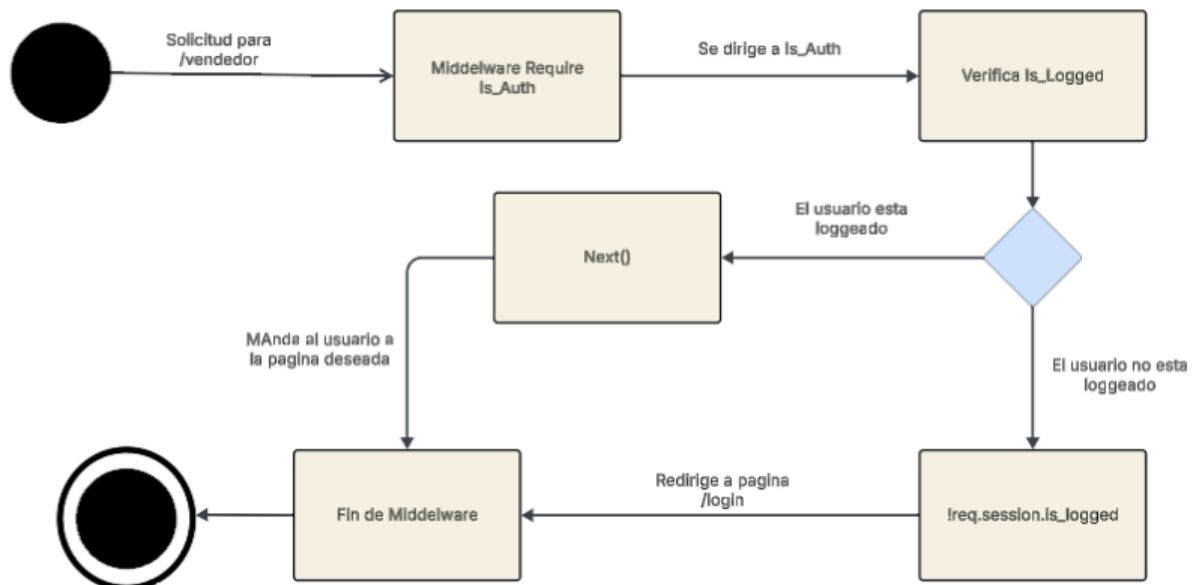 Solicitud para
/vendedor
Middelware Require
Is_Auth
Se dirige a Is_Auth
Verifica Is_Logged
El usuario esta
loggeado
Next()
MAnda al usuario a
la pagina deseada
El usuario no esta
loggeado
Redirige a pagina
/login
Fin de Middelware
!req.session.is_logged